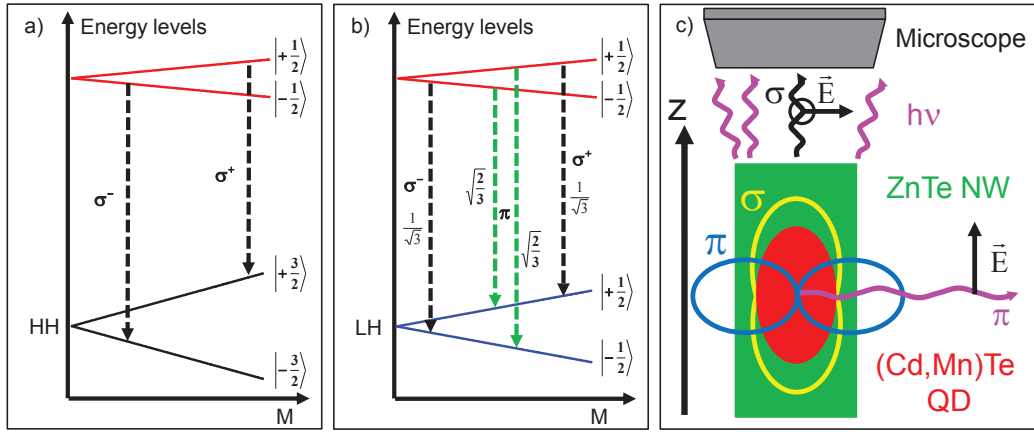 a)
Energy levels
|+1/2⟩
|-1/2⟩
σ⁻
σ⁺
|+3/2⟩
HH
|-3/2⟩
M
b)
Energy levels
|+1/2⟩
|-1/2⟩
σ⁻
1/√3
√2/3
π
√2/3
σ⁺
1/√3
|+1/2⟩
LH
|-1/2⟩
M
c)
Microscope
σ
E⃗
hν
Z
ZnTe NW
σ
π
E⃗
π
(Cd,Mn)Te
QD